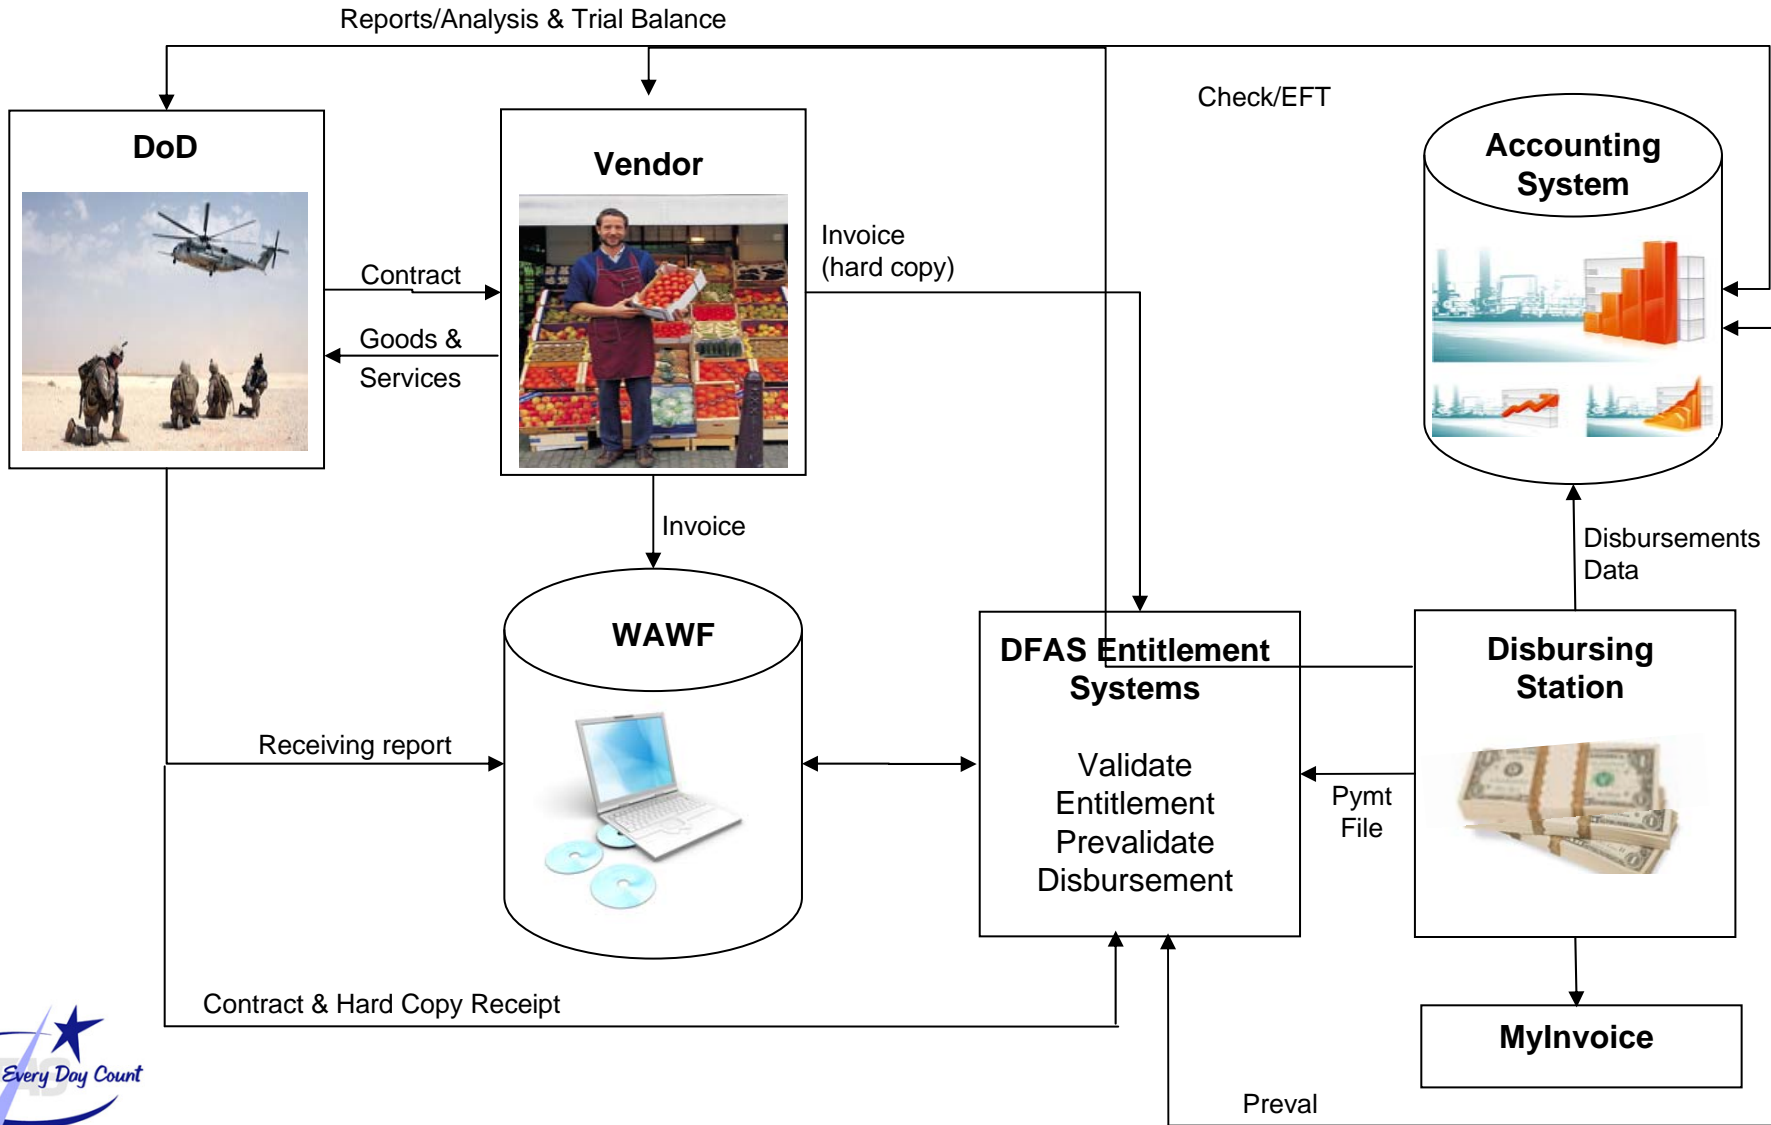 Reports/Analysis & Trial Balance
Check/EFT
DoD
Vendor
Accounting
System
Invoice
(hard copy)
Contract
Goods &
Services
Invoice
Disbursements
Data
WAWF
DFAS Entitlement
Systems
Disbursing
Station
Receiving report
Validate
Entitlement
Prevalidate
Disbursement
Pymt
File
Contract & Hard Copy Receipt
MyInvoice
Every Day Count
Preval